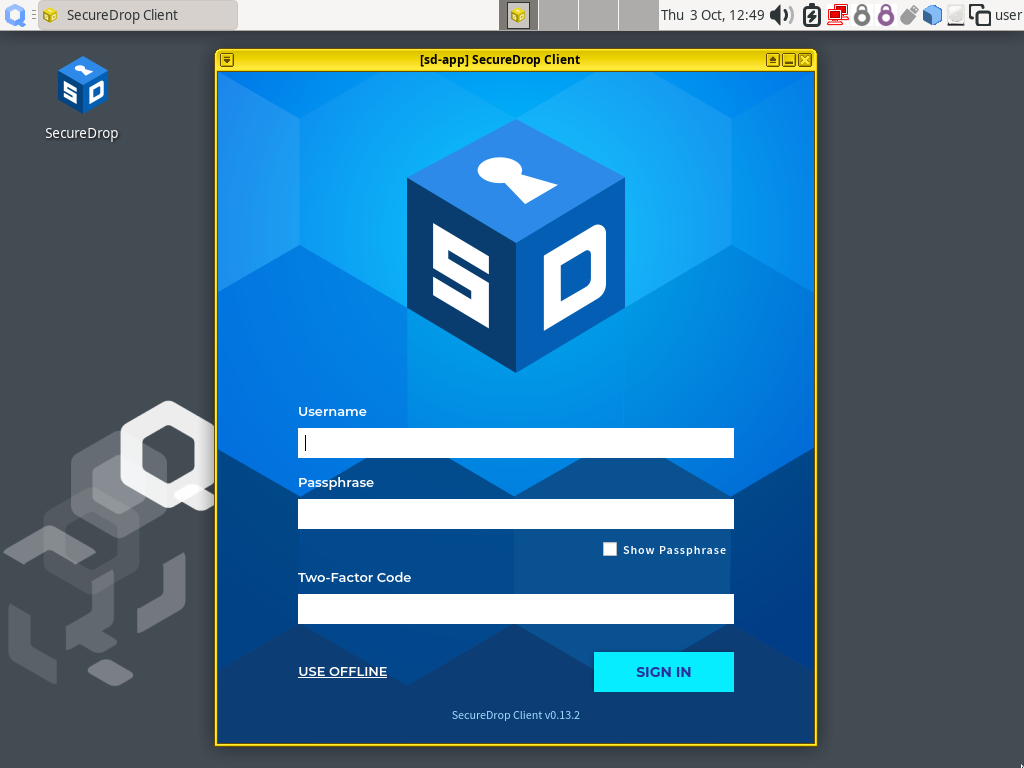 SecureDrop Client
Thu 3 Oct, 12:49
user
SecureDrop
[sd-app] SecureDrop Client
S D
Username
Passphrase
Show Passphrase
Two-Factor Code
USE OFFLINE
SIGN IN
SecureDrop Client v0.13.2